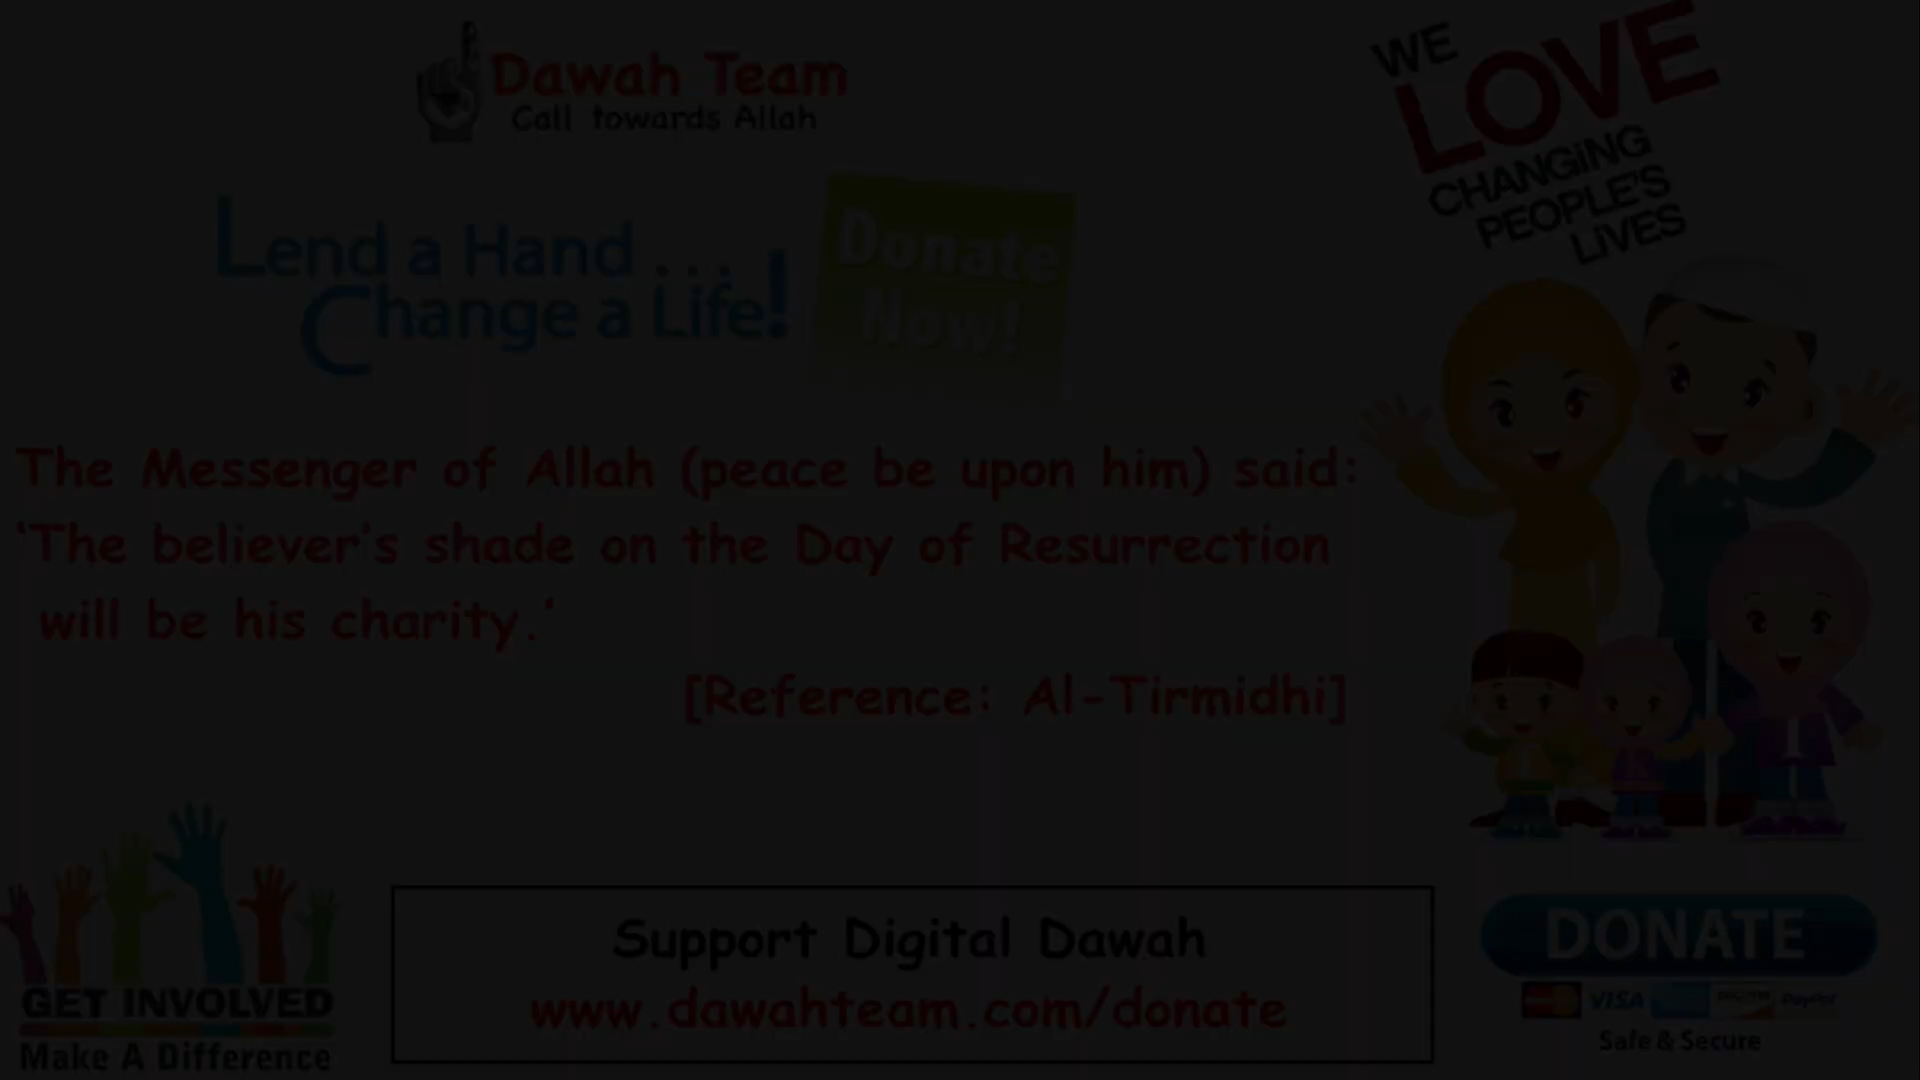 Dawah Team
Call towards Allah
WE
LOVE
CHANGiNG
PEOPLE'S
LiVES
Lend a Hand ...
Change a Life!
Donate
Now!
The Messenger of Allah (peace be upon him) said:
'The believer's shade on the Day of Resurrection
will be his charity.'
[Reference: Al-Tirmidhi]
GET INVOLVED
Make A Difference
Support Digital Dawah
www.dawahteam.com/donate
DONATE
VISA
DISCOVER
PayPal
Safe & Secure